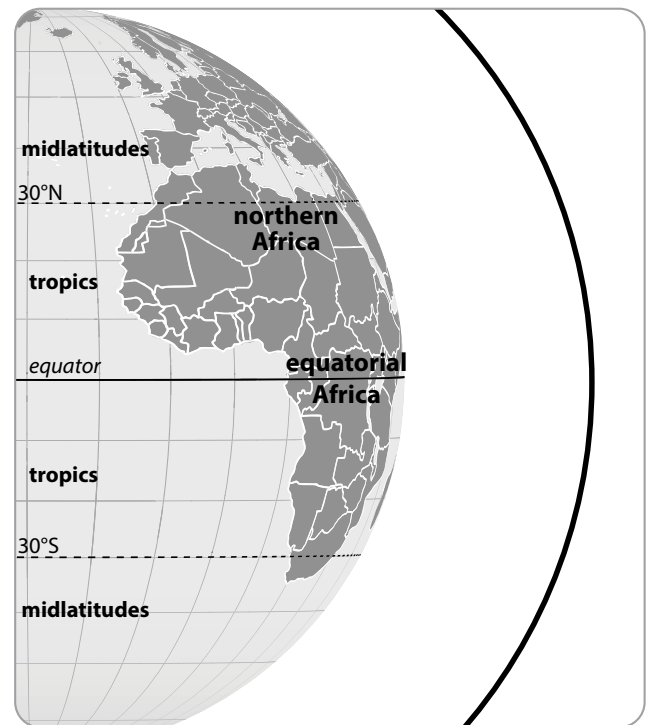 midlatitudes
30°N
northern
Africa
tropics
equator
equatorial
Africa
tropics
30°S
midlatitudes